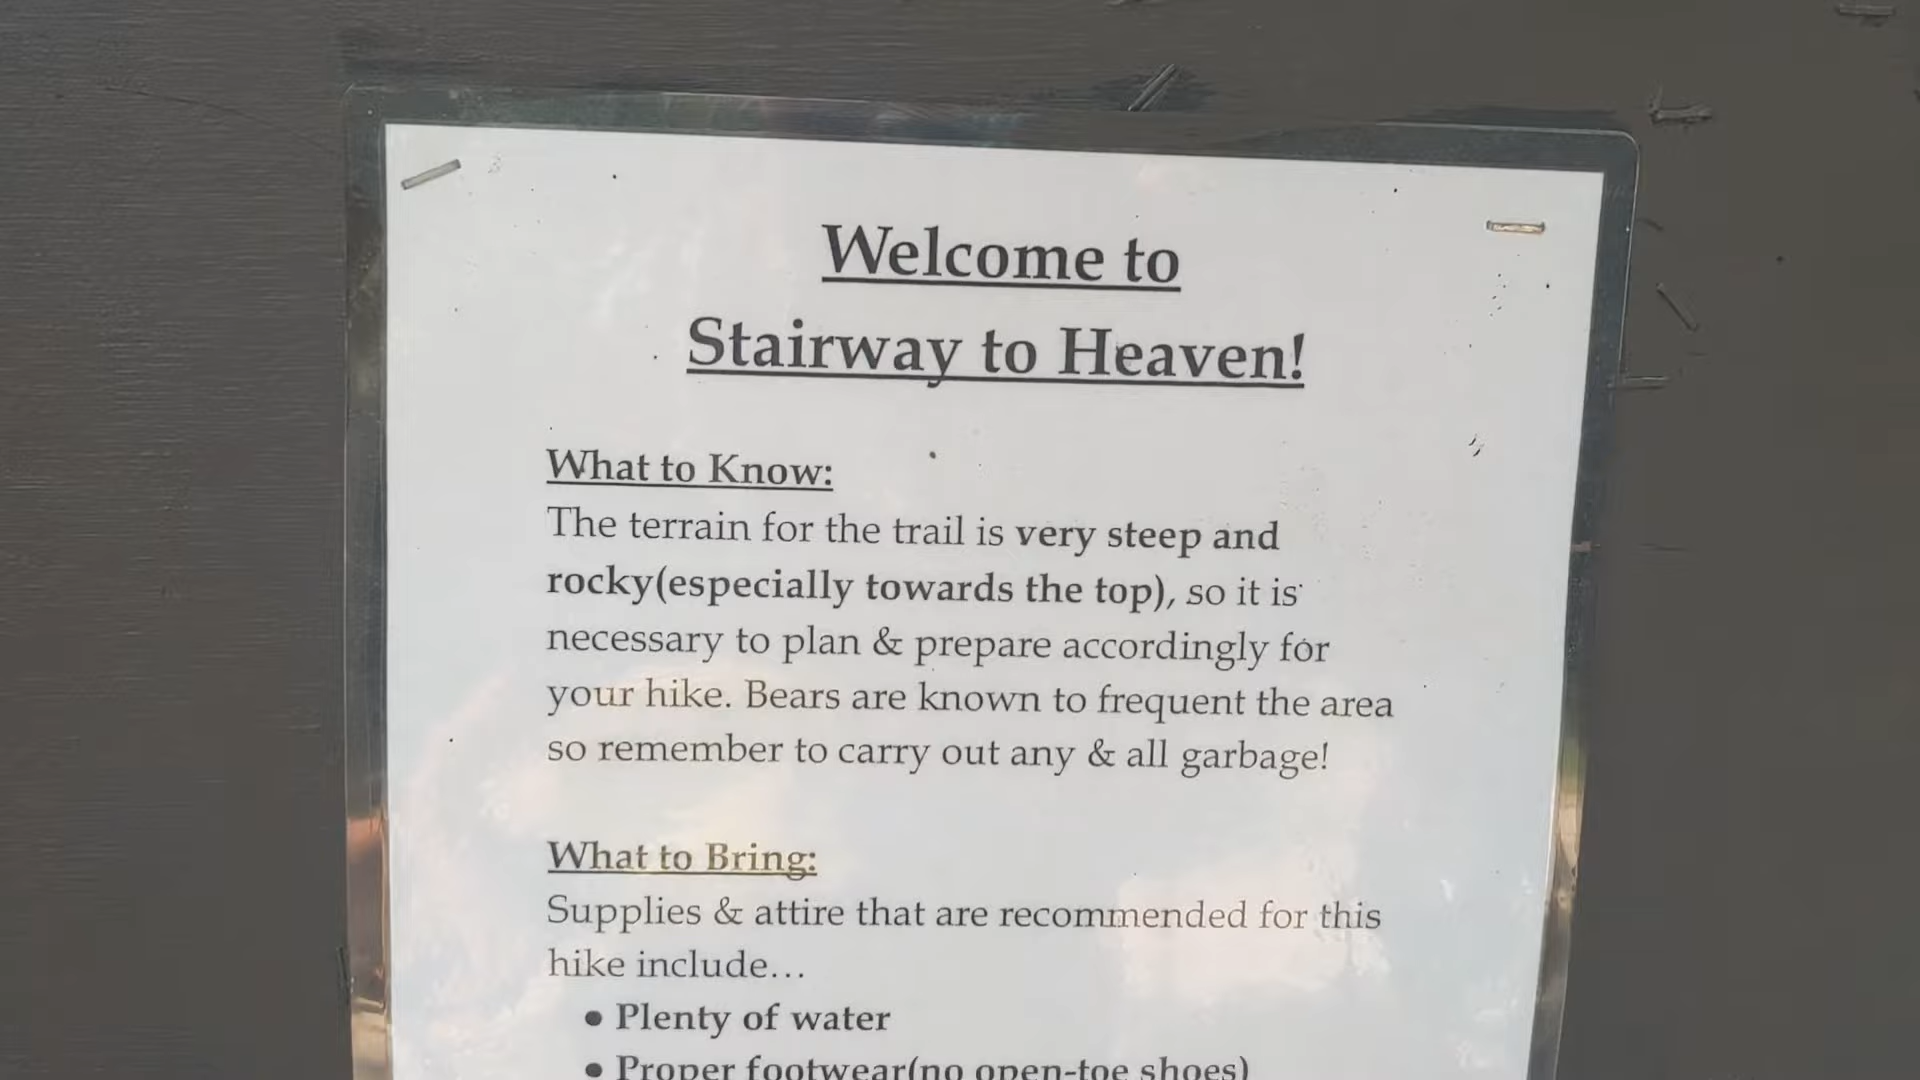 Welcome to
Stairway to Heaven!
What to Know:
The terrain for the trail is very steep and
rocky(especially towards the top), so it is
necessary to plan & prepare accordingly for
your hike. Bears are known to frequent the area
so remember to carry out any & all garbage!
What to Bring:
Supplies & attire that are recommended for this
hike include...
• Plenty of water
• Proper footwear(no open-toe shoes)